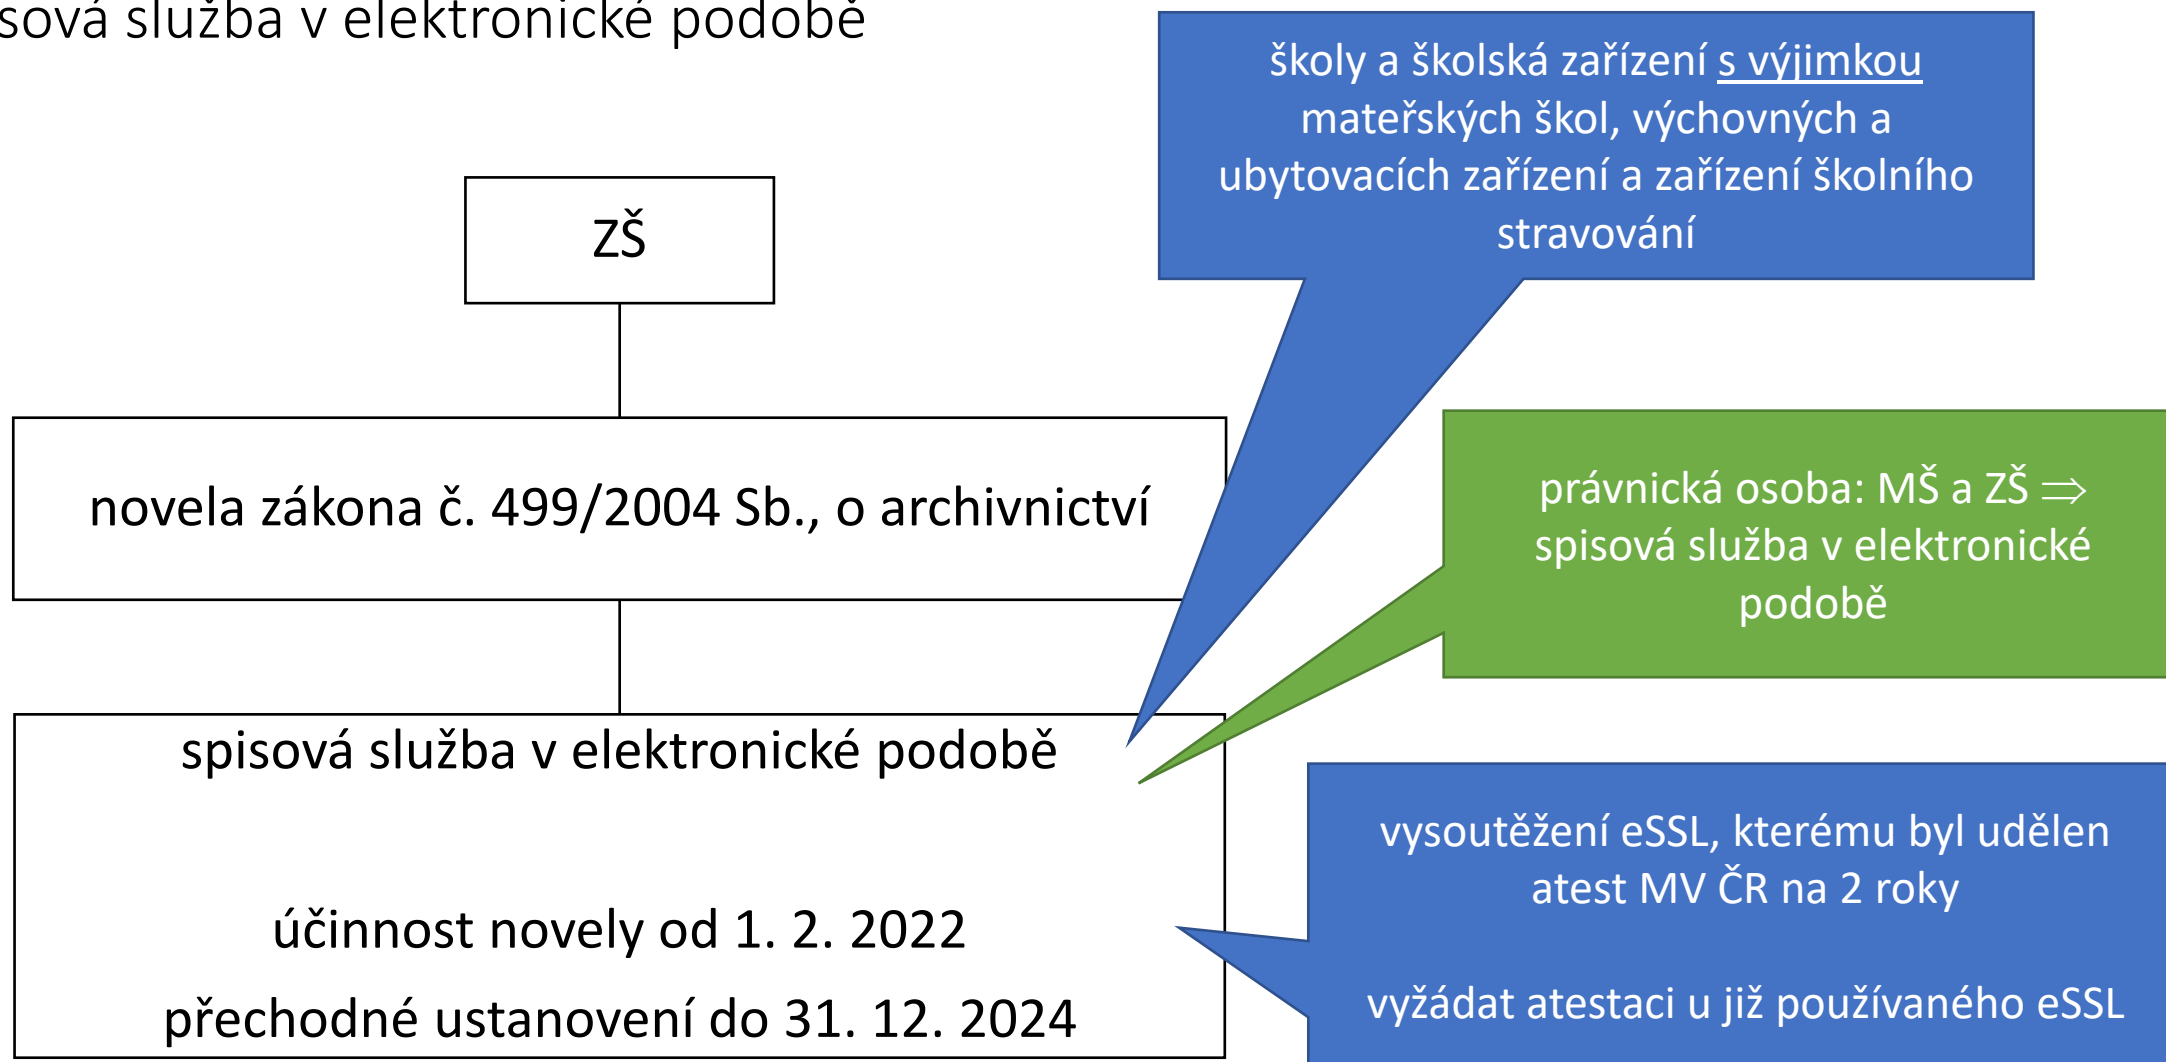 sová služba v elektronické podobě
školy a školská zařízení s výjimkou
mateřských škol, výchovných a
ubytovacích zařízení a zařízení školního
stravování
ZŠ
novela zákona č. 499/2004 Sb., o archivnictví
právnická osoba: MŠ a ZŠ ⇒
spisová služba v elektronické
podobě
spisová služba v elektronické podobě
účinnost novely od 1. 2. 2022
přechodné ustanovení do 31. 12. 2024
vysoutěžení eSSL, kterému byl udělen
atest MV ČR na 2 roky
vyžádat atestaci u již používaného eSSL